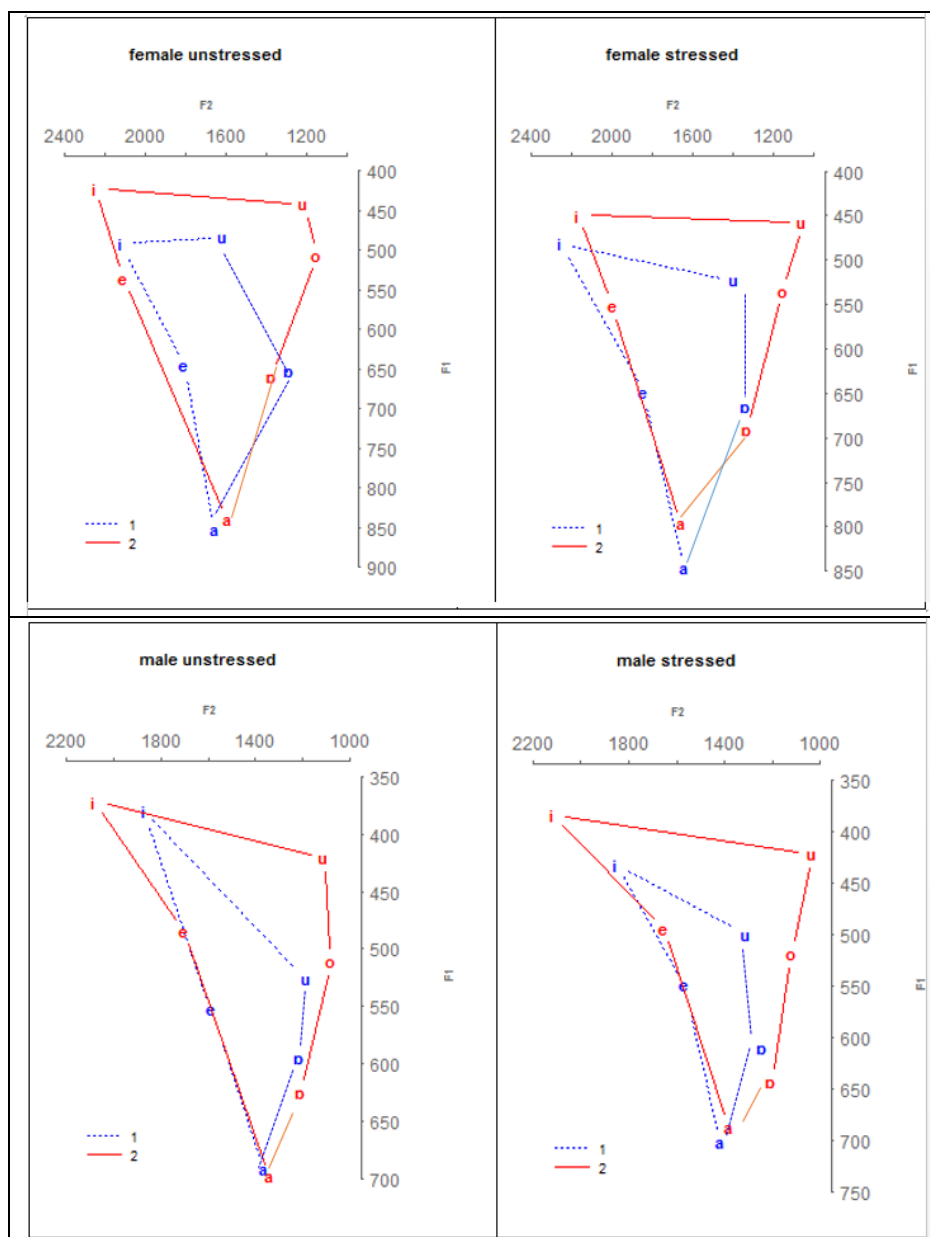 female unstressed
F2
2400 2000 1600 1200
400
i
u
450
i u
500
o
e
550
600
e
650
ɒ ɒ
F1
700
750
800
a
a
850
1
2
900
female stressed
F2
2400 2000 1600 1200
400
i
u
450
i
500
u
o
e
550
600
e
650
ɒ
F1
ɒ
700
750
a
800
a
850
1
2
male unstressed
F2
2200 1800 1400 1000
350
i i
400
u
450
e
o
500
F1
u
e
550
ɒ
600
ɒ
650
a
a
700
1
2
male stressed
F2
2200 1800 1400 1000
350
i
400
u
i
450
e
u
500
o
F1
e
550
ɒ
600
ɒ
650
a
a
700
750
1
2